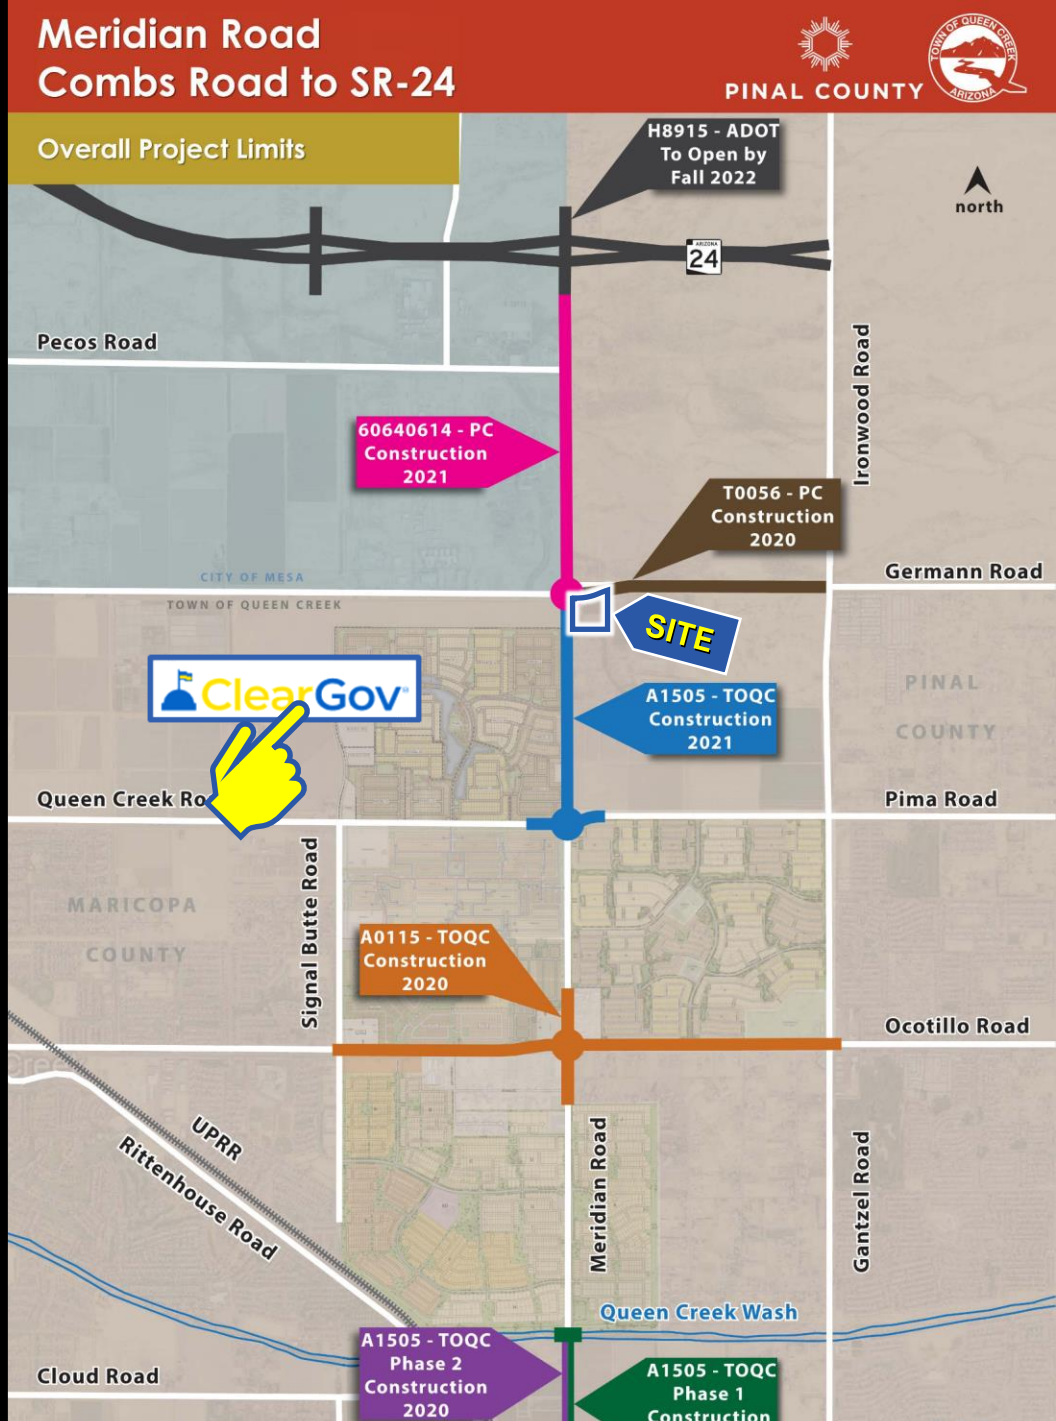 Meridian Road
Combs Road to SR-24
PINAL COUNTY
TOWN OF QUEEN CREEK
ARIZONA
Overall Project Limits
H8915 - ADOT
To Open by
Fall 2022
north
ARIZONA
24
Pecos Road
Ironwood Road
60640614 - PC
Construction
2021
T0056 - PC
Construction
2020
Germann Road
CITY OF MESA
TOWN OF QUEEN CREEK
SITE
ClearGov
A1505 - TOQC
Construction
2021
PINAL
COUNTY
Queen Creek Ro
Pima Road
Signal Butte Road
MARICOPA
COUNTY
A0115 - TOQC
Construction
2020
Ocotillo Road
UPRR
Rittenhouse Road
Meridian Road
Gantzel Road
Queen Creek Wash
A1505 - TOQC
Phase 2
Construction
2020
A1505 - TOQC
Phase 1
Construction
Cloud Road